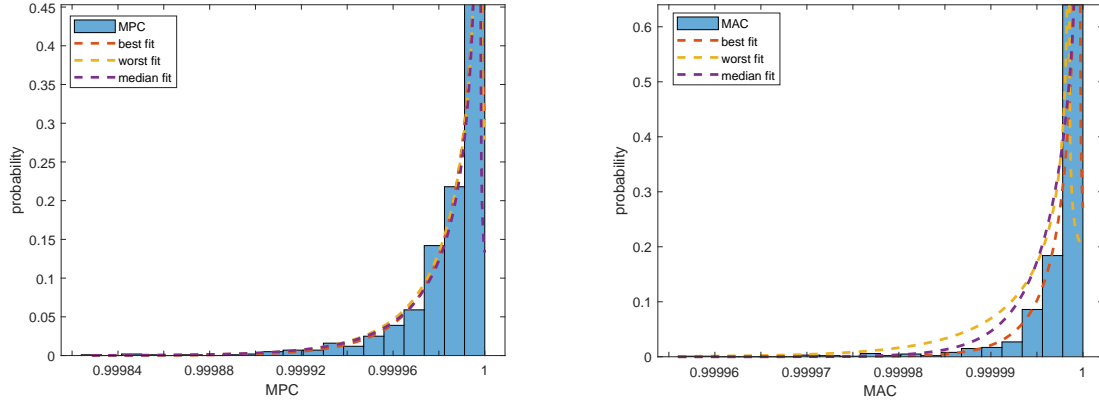 0.45
0.4
0.35
0.3
0.25
0.2
0.15
0.1
0.05
0
probability
MPC
best fit
worst fit
median fit
0.99984 0.99988 0.99992 0.99996 1
MPC
0.6
0.5
0.4
0.3
0.2
0.1
0
probability
MAC
best fit
worst fit
median fit
0.99996 0.99997 0.99998 0.99999 1
MAC